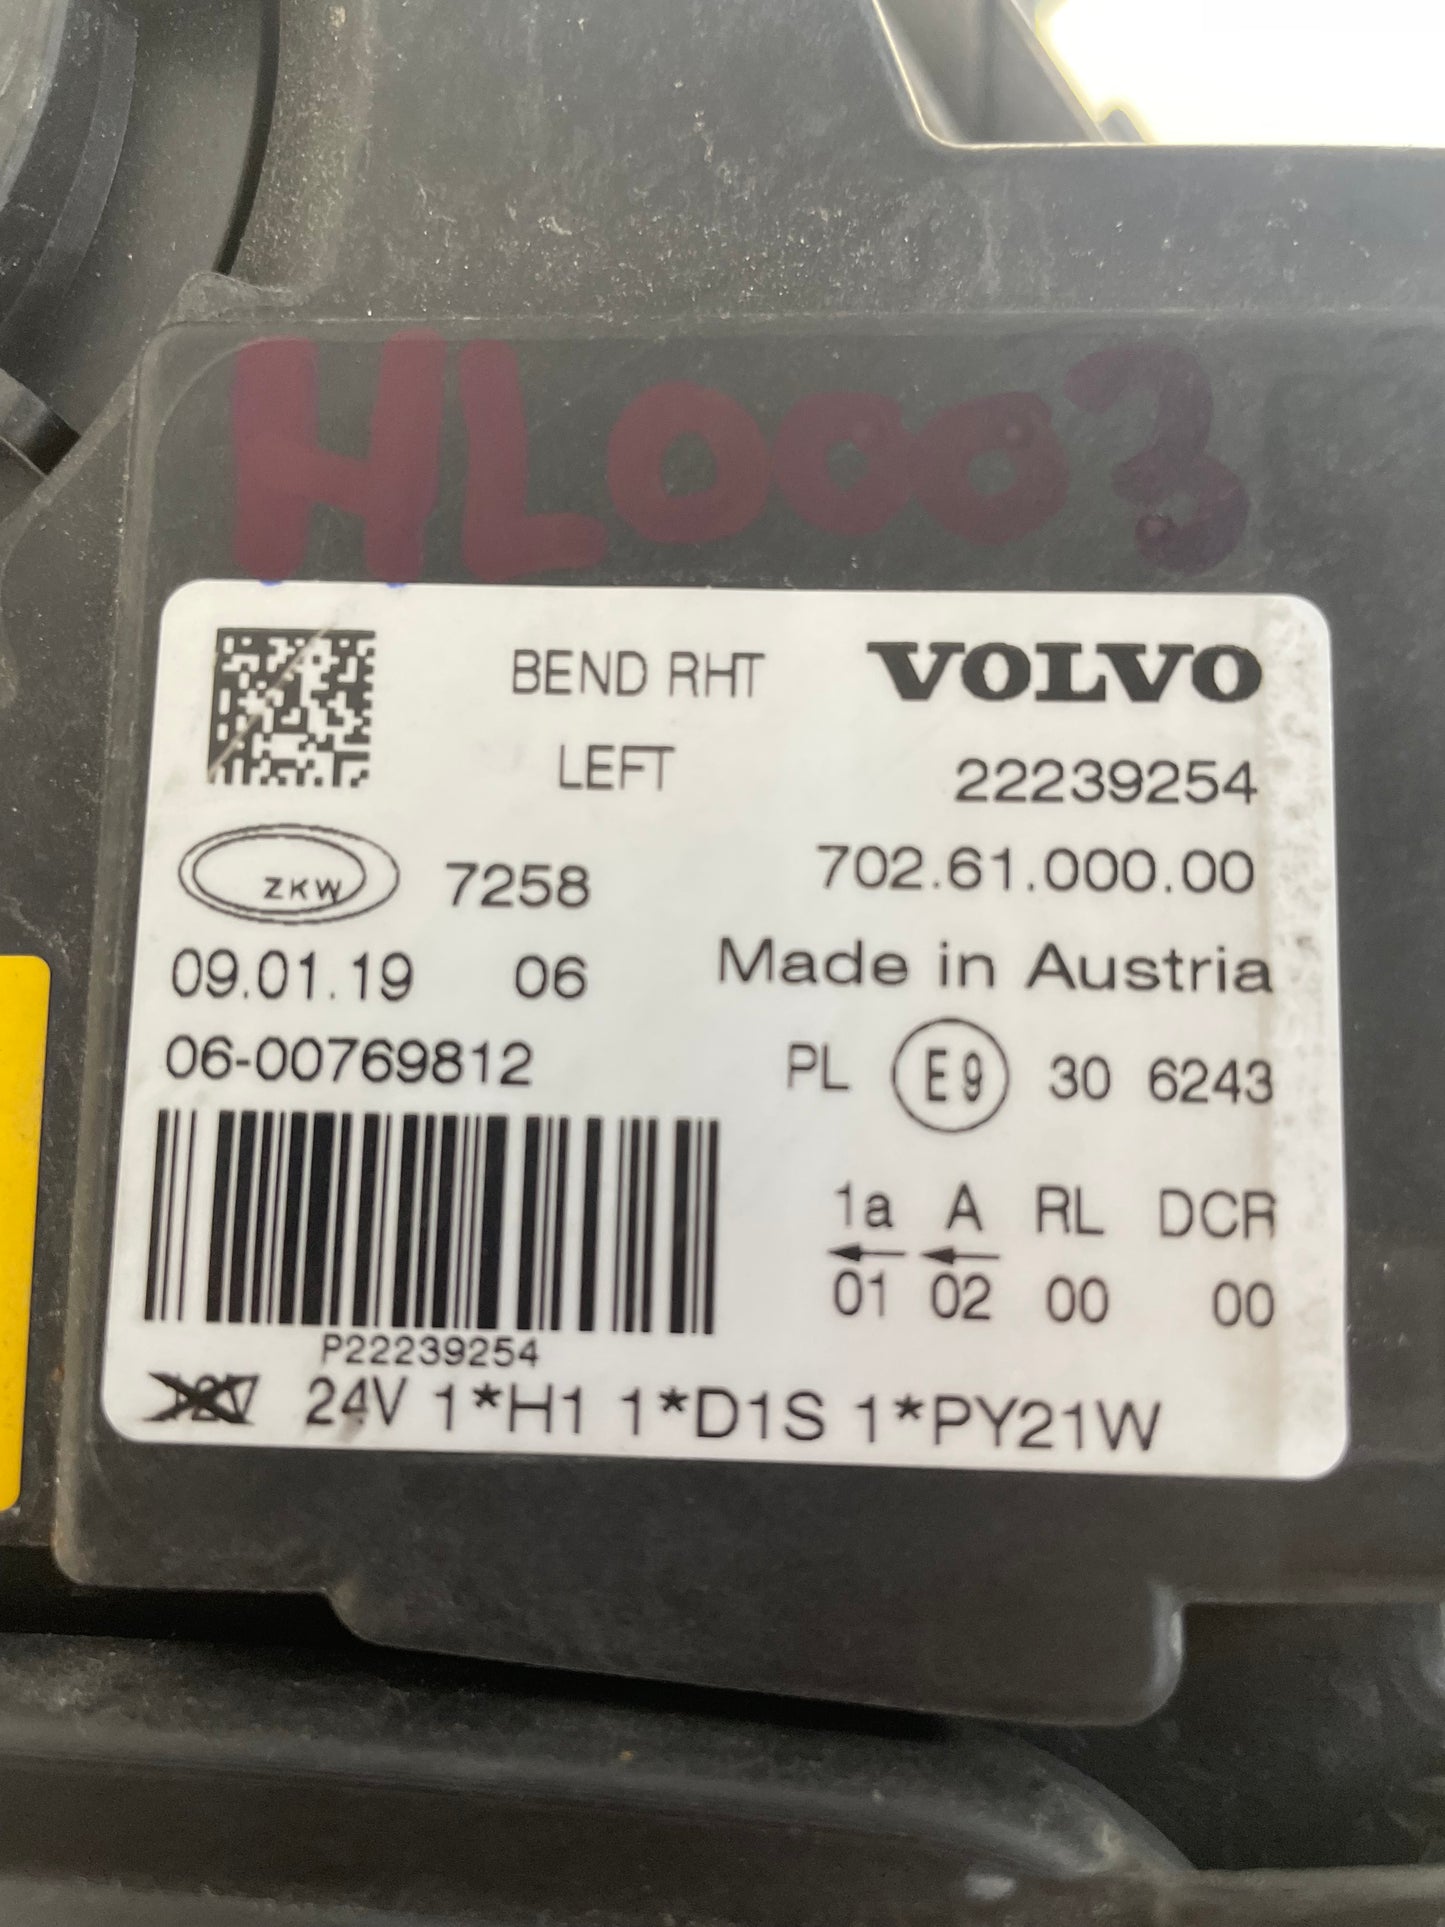 HL0003
BEND RHT VOLVO
LEFT 22239254
ZKW 7258 702.61.000.00
09.01.19 06 Made in Austria
06-00769812 PL E9 30 6243
1a A RL DCR
01 02 00 00
P22239254
12V 24V 1*H1 1*D1S 1*PY21W